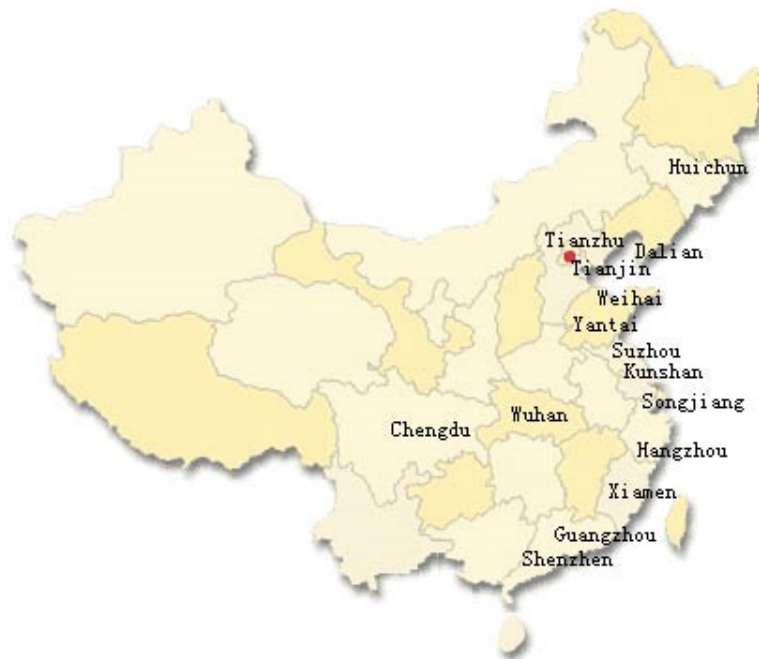 Huichun
Tianzhu
Dalian
Tianjin
Weihai
Yantai
Suzhou
Kunshan
Songjiang
Wuhan
Chengdu
Hangzhou
Xiamen
Guangzhou
Shenzhen